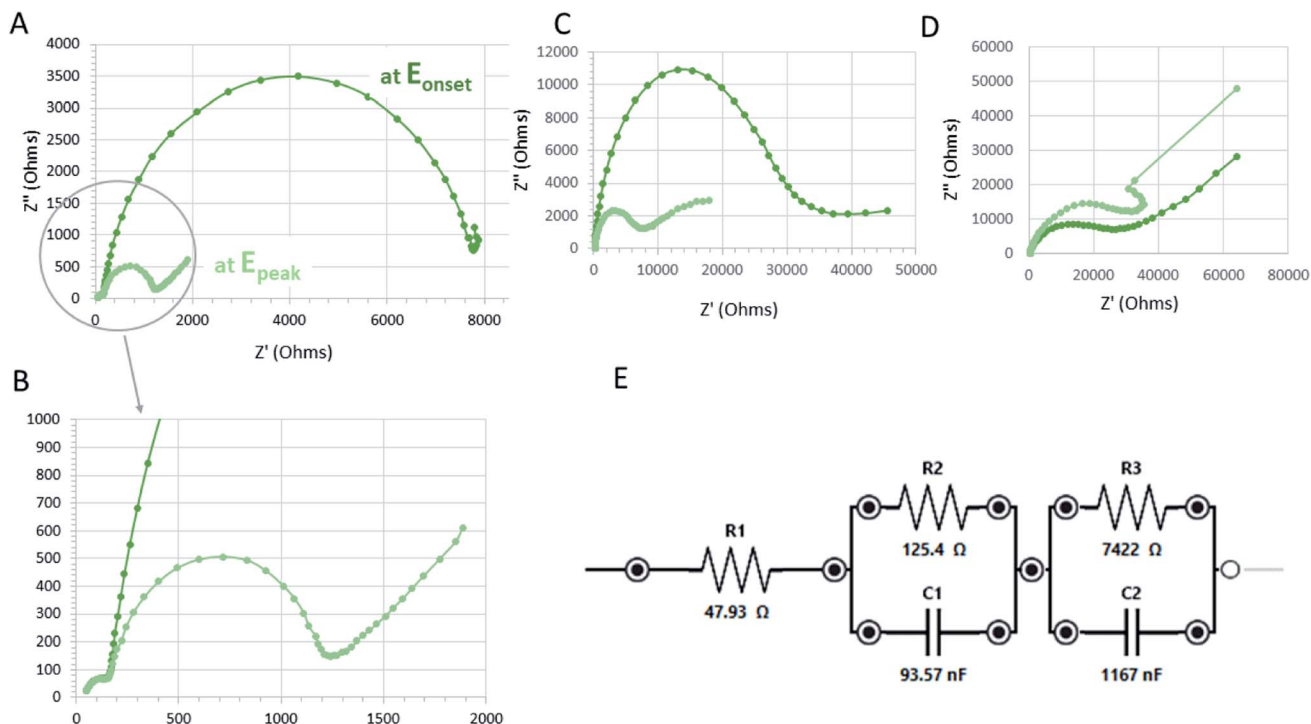 A
4000
3500
3000
2500
2000
1500
1000
500
0
Z'' (Ohms)
at Eonset
at Epeak
0
2000
4000
6000
8000
Z' (Ohms)
C
12000
10000
8000
6000
4000
2000
0
Z'' (Ohms)
0
10000
20000
30000
40000
50000
Z' (Ohms)
D
60000
50000
40000
30000
20000
10000
0
Z'' (Ohms)
0
20000
40000
60000
80000
Z' (Ohms)
B
1000
900
800
700
600
500
400
300
200
100
0
0
500
1000
1500
2000
E
R1
47.93 Ω
R2
125.4 Ω
C1
93.57 nF
R3
7422 Ω
C2
1167 nF